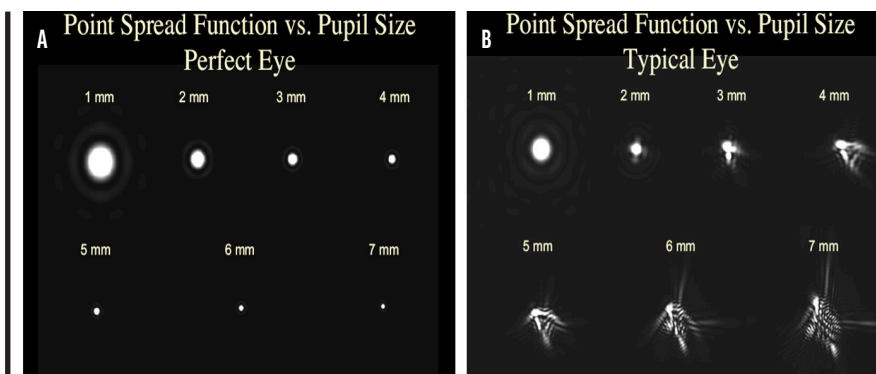 A
Point Spread Function vs. Pupil Size
Perfect Eye
1 mm 2 mm 3 mm 4 mm
5 mm 6 mm 7 mm
B
Point Spread Function vs. Pupil Size
Typical Eye
1 mm 2 mm 3 mm 4 mm
5 mm 6 mm 7 mm